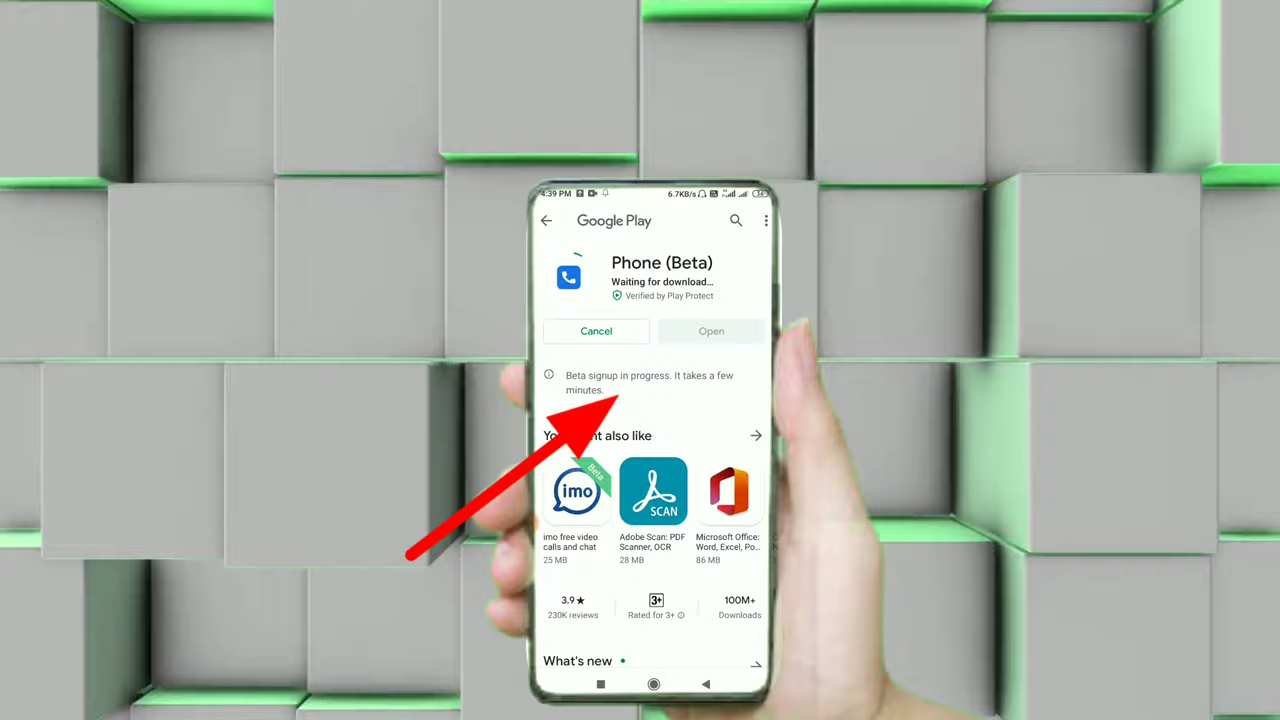 4:39 PM 6.7KB/s
Google Play
Phone (Beta)
Waiting for download...
Verified by Play Protect
Cancel Open
Beta signup in progress. It takes a few
minutes.
also like
Beta
imo
SCAN
imo free video
calls and chat
25 MB
Adobe Scan: PDF
Scanner, OCR
28 MB
Microsoft Office:
Word, Excel, Po...
86 MB
3.9★ 3+ 100M+
230K reviews Rated for 3+ Downloads
What's new